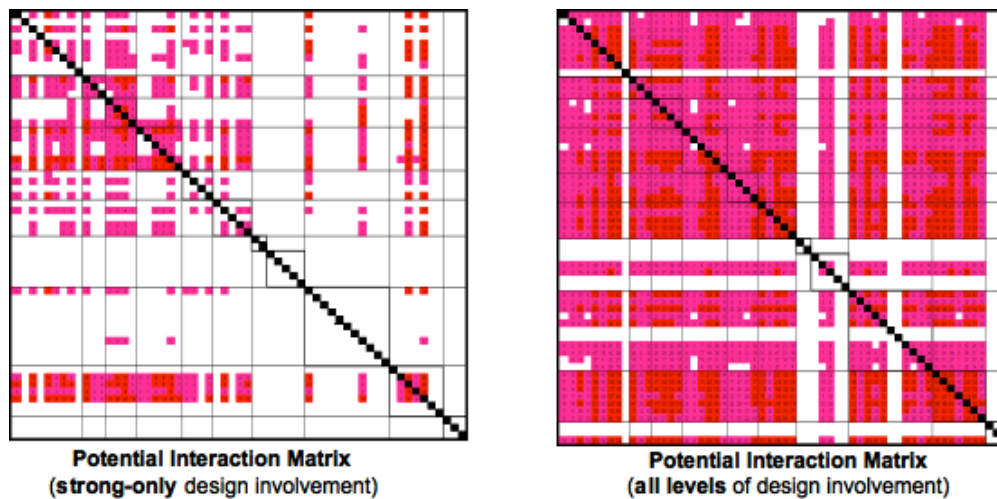 Potential Interaction Matrix
(strong-only design involvement)
Potential Interaction Matrix
(all levels of design involvement)